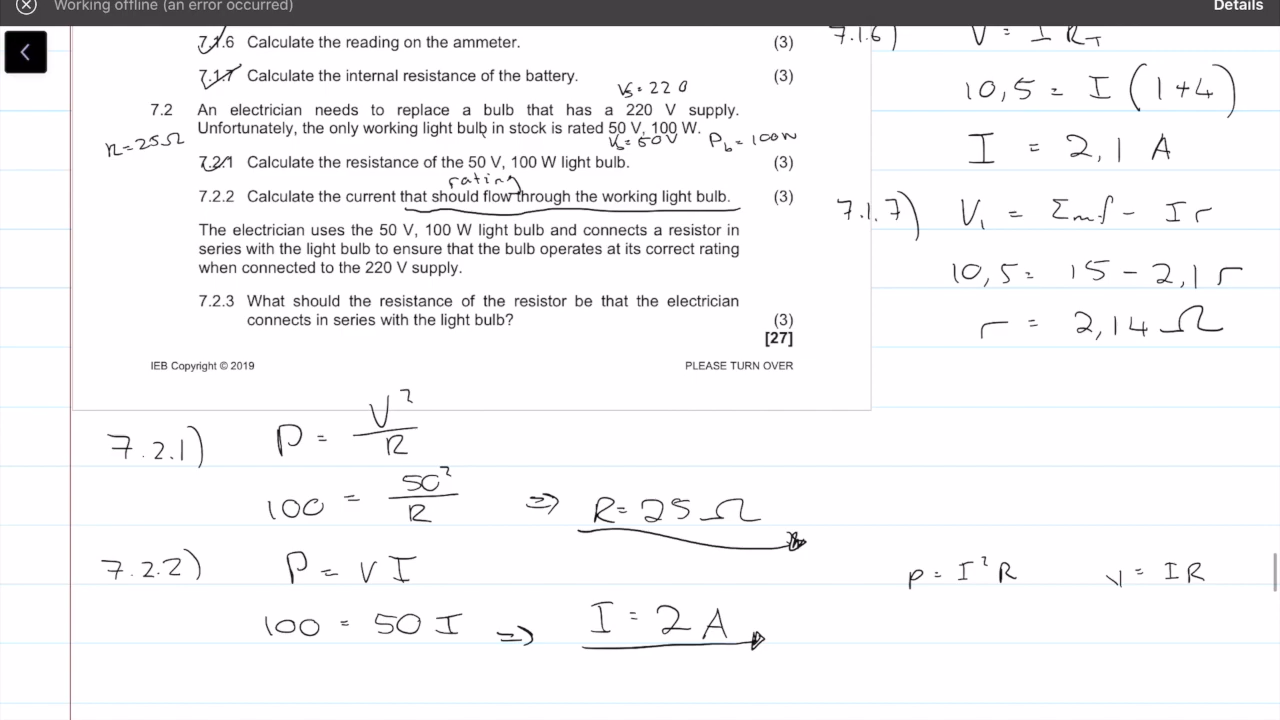 Working offline (an error occurred)
Details
7.1.6 Calculate the reading on the ammeter. (3)
7.1.7 Calculate the internal resistance of the battery. (3)
Vs = 220
7.2 An electrician needs to replace a bulb that has a 220 V supply.
Unfortunately, the only working light bulb in stock is rated 50 V, 100 W.
R = 25Ω
Vb = 50V
Pb = 100W
7.2.1 Calculate the resistance of the 50 V, 100 W light bulb. (3)
rating
7.2.2 Calculate the current that should flow through the working light bulb. (3)
The electrician uses the 50 V, 100 W light bulb and connects a resistor in
series with the light bulb to ensure that the bulb operates at its correct rating
when connected to the 220 V supply.
7.2.3 What should the resistance of the resistor be that the electrician
connects in series with the light bulb? (3)
[27]
IEB Copyright © 2019
PLEASE TURN OVER
7.1.6) V = I RT
10,5 = I (1+4)
I = 2,1 A
7.1.7) V1 = Σmf - Ir
10,5 = 15 - 2,1 r
r = 2,14 Ω
7.2.1) P = V²/R
100 = 50²/R => R = 25 Ω
7.2.2) P = VI
100 = 50 I => I = 2 A
P = I²R V = IR